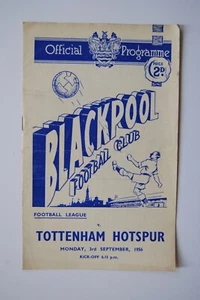 Official Programme
PRICE
2D.
BLACKPOOL
FOOTBALL CLUB
FOOTBALL LEAGUE
v.
TOTTENHAM HOTSPUR
MONDAY, 3rd SEPTEMBER, 1956
KICK-OFF 6.15 p.m.